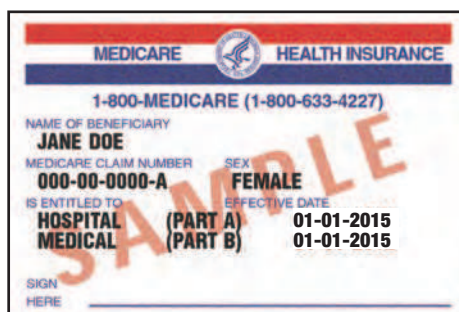 MEDICARE HEALTH INSURANCE
1-800-MEDICARE (1-800-633-4227)
NAME OF BENEFICIARY
JANE DOE
MEDICARE CLAIM NUMBER SEX
000-00-0000-A FEMALE
IS ENTITLED TO EFFECTIVE DATE
HOSPITAL (PART A) 01-01-2015
MEDICAL (PART B) 01-01-2015
SIGN
HERE
SAMPLE